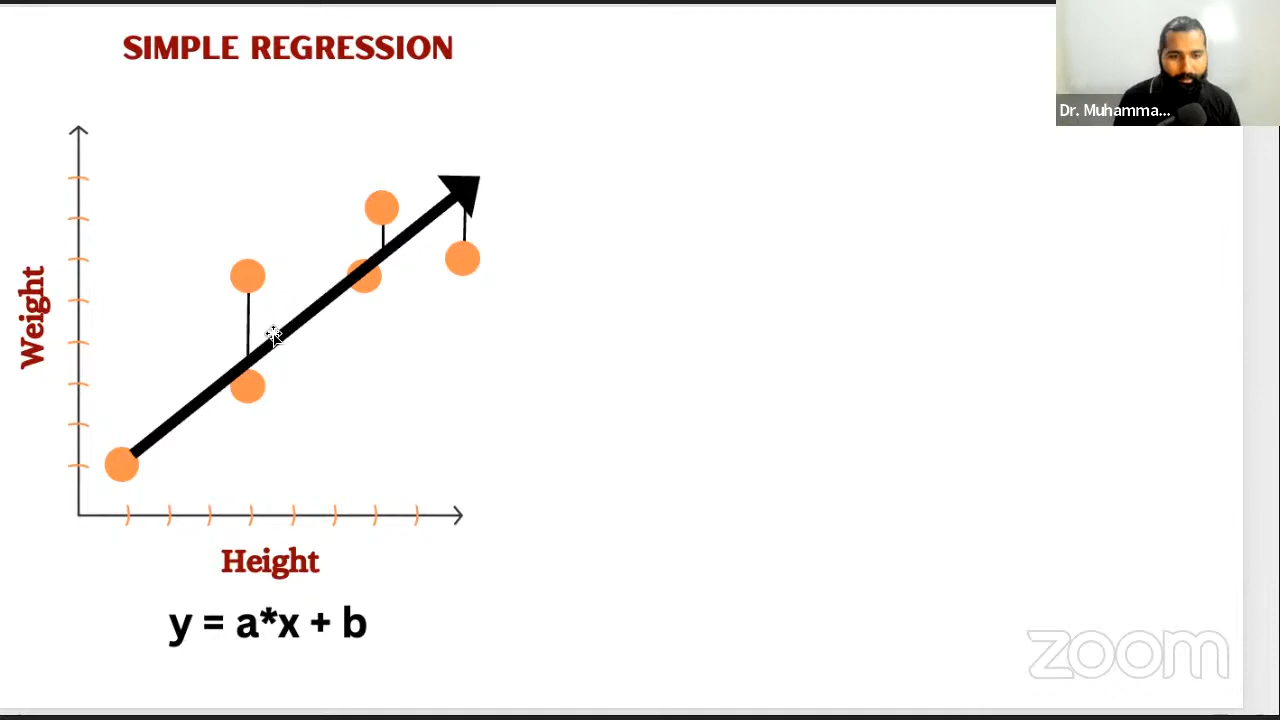 SIMPLE REGRESSION
Dr. Muhamma...
Weight
Height
y = a*x + b
zoom